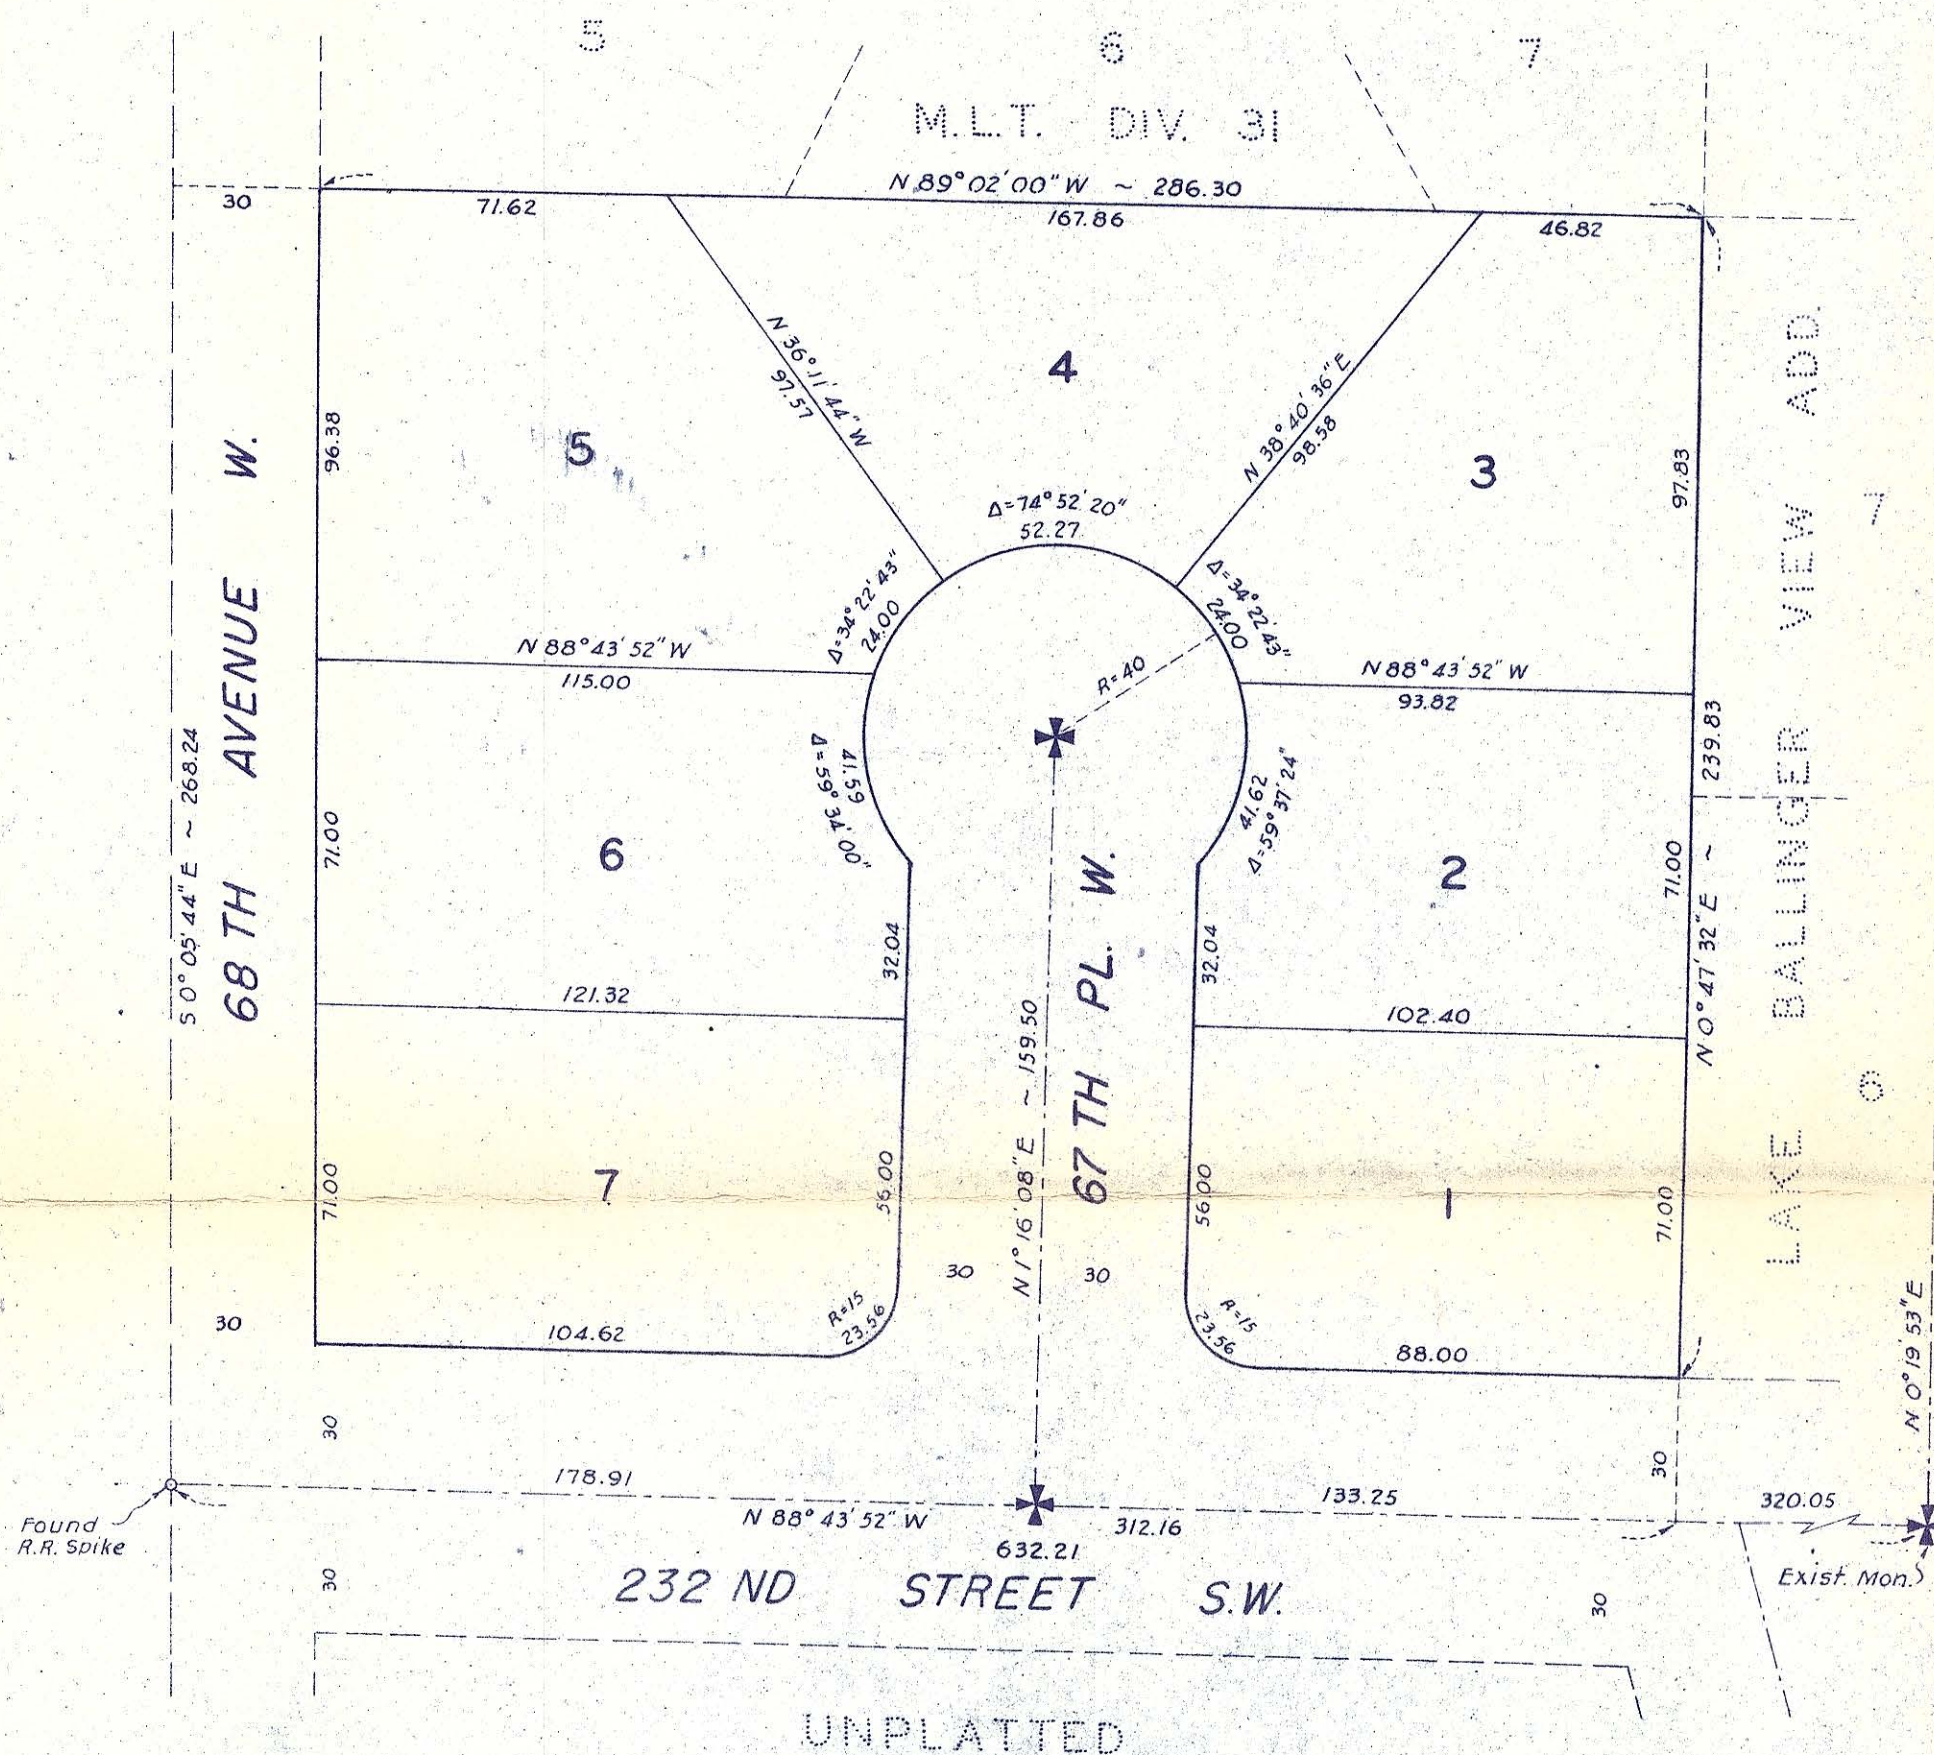 5
6
7
M.L.T. DIV. 31
N 89° 02' 00" W ~ 286.30
30
71.62
167.86
46.82
N 36° 11' 44" W
97.57
4
N 38° 40' 36" E
98.58
96.38
5
3
97.83
Δ=74° 52' 20"
52.27
Δ=34° 22' 43"
24.00
Δ=34° 22' 43"
24.00
R=40
N 88° 43' 52" W
115.00
N 88° 43' 52" W
93.82
68 TH AVENUE W.
S 0° 05' 44" E ~ 268.24
LAKE BALLINGER VIEW ADD.
7
6
N 0° 47' 32" E ~ 239.83
41.59
Δ=59° 34' 00"
41.62
Δ=59° 37' 24"
71.00
6
2
71.00
32.04
32.04
67 TH PL. W.
N 1° 16' 08" E ~ 159.50
121.32
102.40
71.00
7
56.00
56.00
1
71.00
30
30
30
104.62
R=15
23.56
R=15
23.56
88.00
N 0° 19' 53" E
30
30
178.91
133.25
320.05
N 88° 43' 52" W
312.16
632.21
Found
R.R. Spike
Exist. Mon.
30
30
232 ND STREET S.W.
UNPLATTED